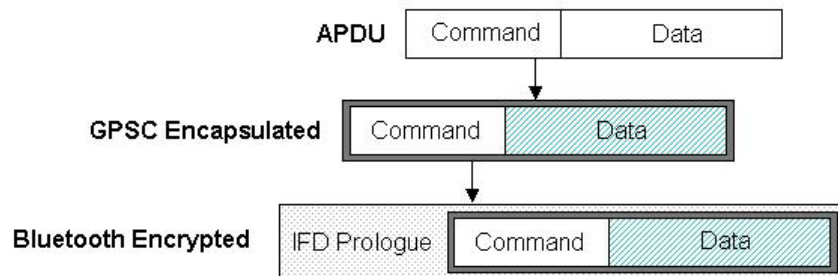 APDU Command Data
GPSC Encapsulated Command Data
Bluetooth Encrypted IFD Prologue Command Data